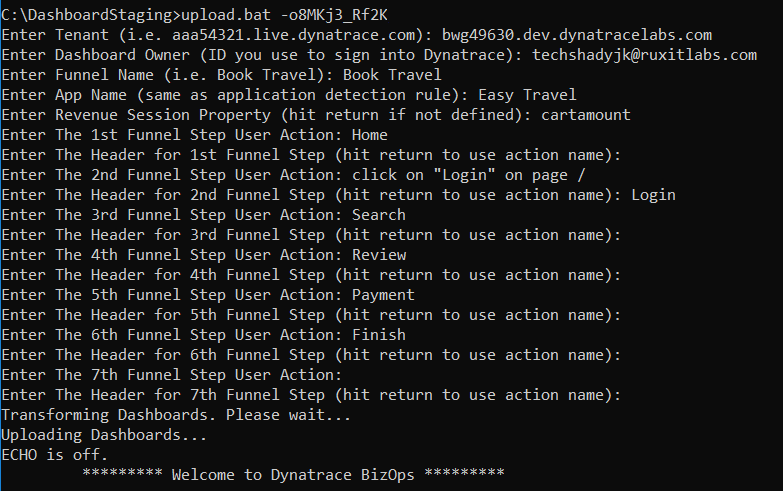 C:\DashboardStaging>upload.bat -o8MKj3_Rf2K
Enter Tenant (i.e. aaa54321.live.dynatrace.com): bwg49630.dev.dynatracelabs.com
Enter Dashboard Owner (ID you use to sign into Dynatrace): techshadyjk@ruxitlabs.com
Enter Funnel Name (i.e. Book Travel): Book Travel
Enter App Name (same as application detection rule): Easy Travel
Enter Revenue Session Property (hit return if not defined): cartamount
Enter The 1st Funnel Step User Action: Home
Enter The Header for 1st Funnel Step (hit return to use action name):
Enter The 2nd Funnel Step User Action: click on "Login" on page /
Enter The Header for 2nd Funnel Step (hit return to use action name): Login
Enter The 3rd Funnel Step User Action: Search
Enter The Header for 3rd Funnel Step (hit return to use action name):
Enter The 4th Funnel Step User Action: Review
Enter The Header for 4th Funnel Step (hit return to use action name):
Enter The 5th Funnel Step User Action: Payment
Enter The Header for 5th Funnel Step (hit return to use action name):
Enter The 6th Funnel Step User Action: Finish
Enter The Header for 6th Funnel Step (hit return to use action name):
Enter The 7th Funnel Step User Action:
Enter The Header for 7th Funnel Step (hit return to use action name):
Transforming Dashboards. Please wait...
Uploading Dashboards...
ECHO is off.
********* Welcome to Dynatrace BizOps *********